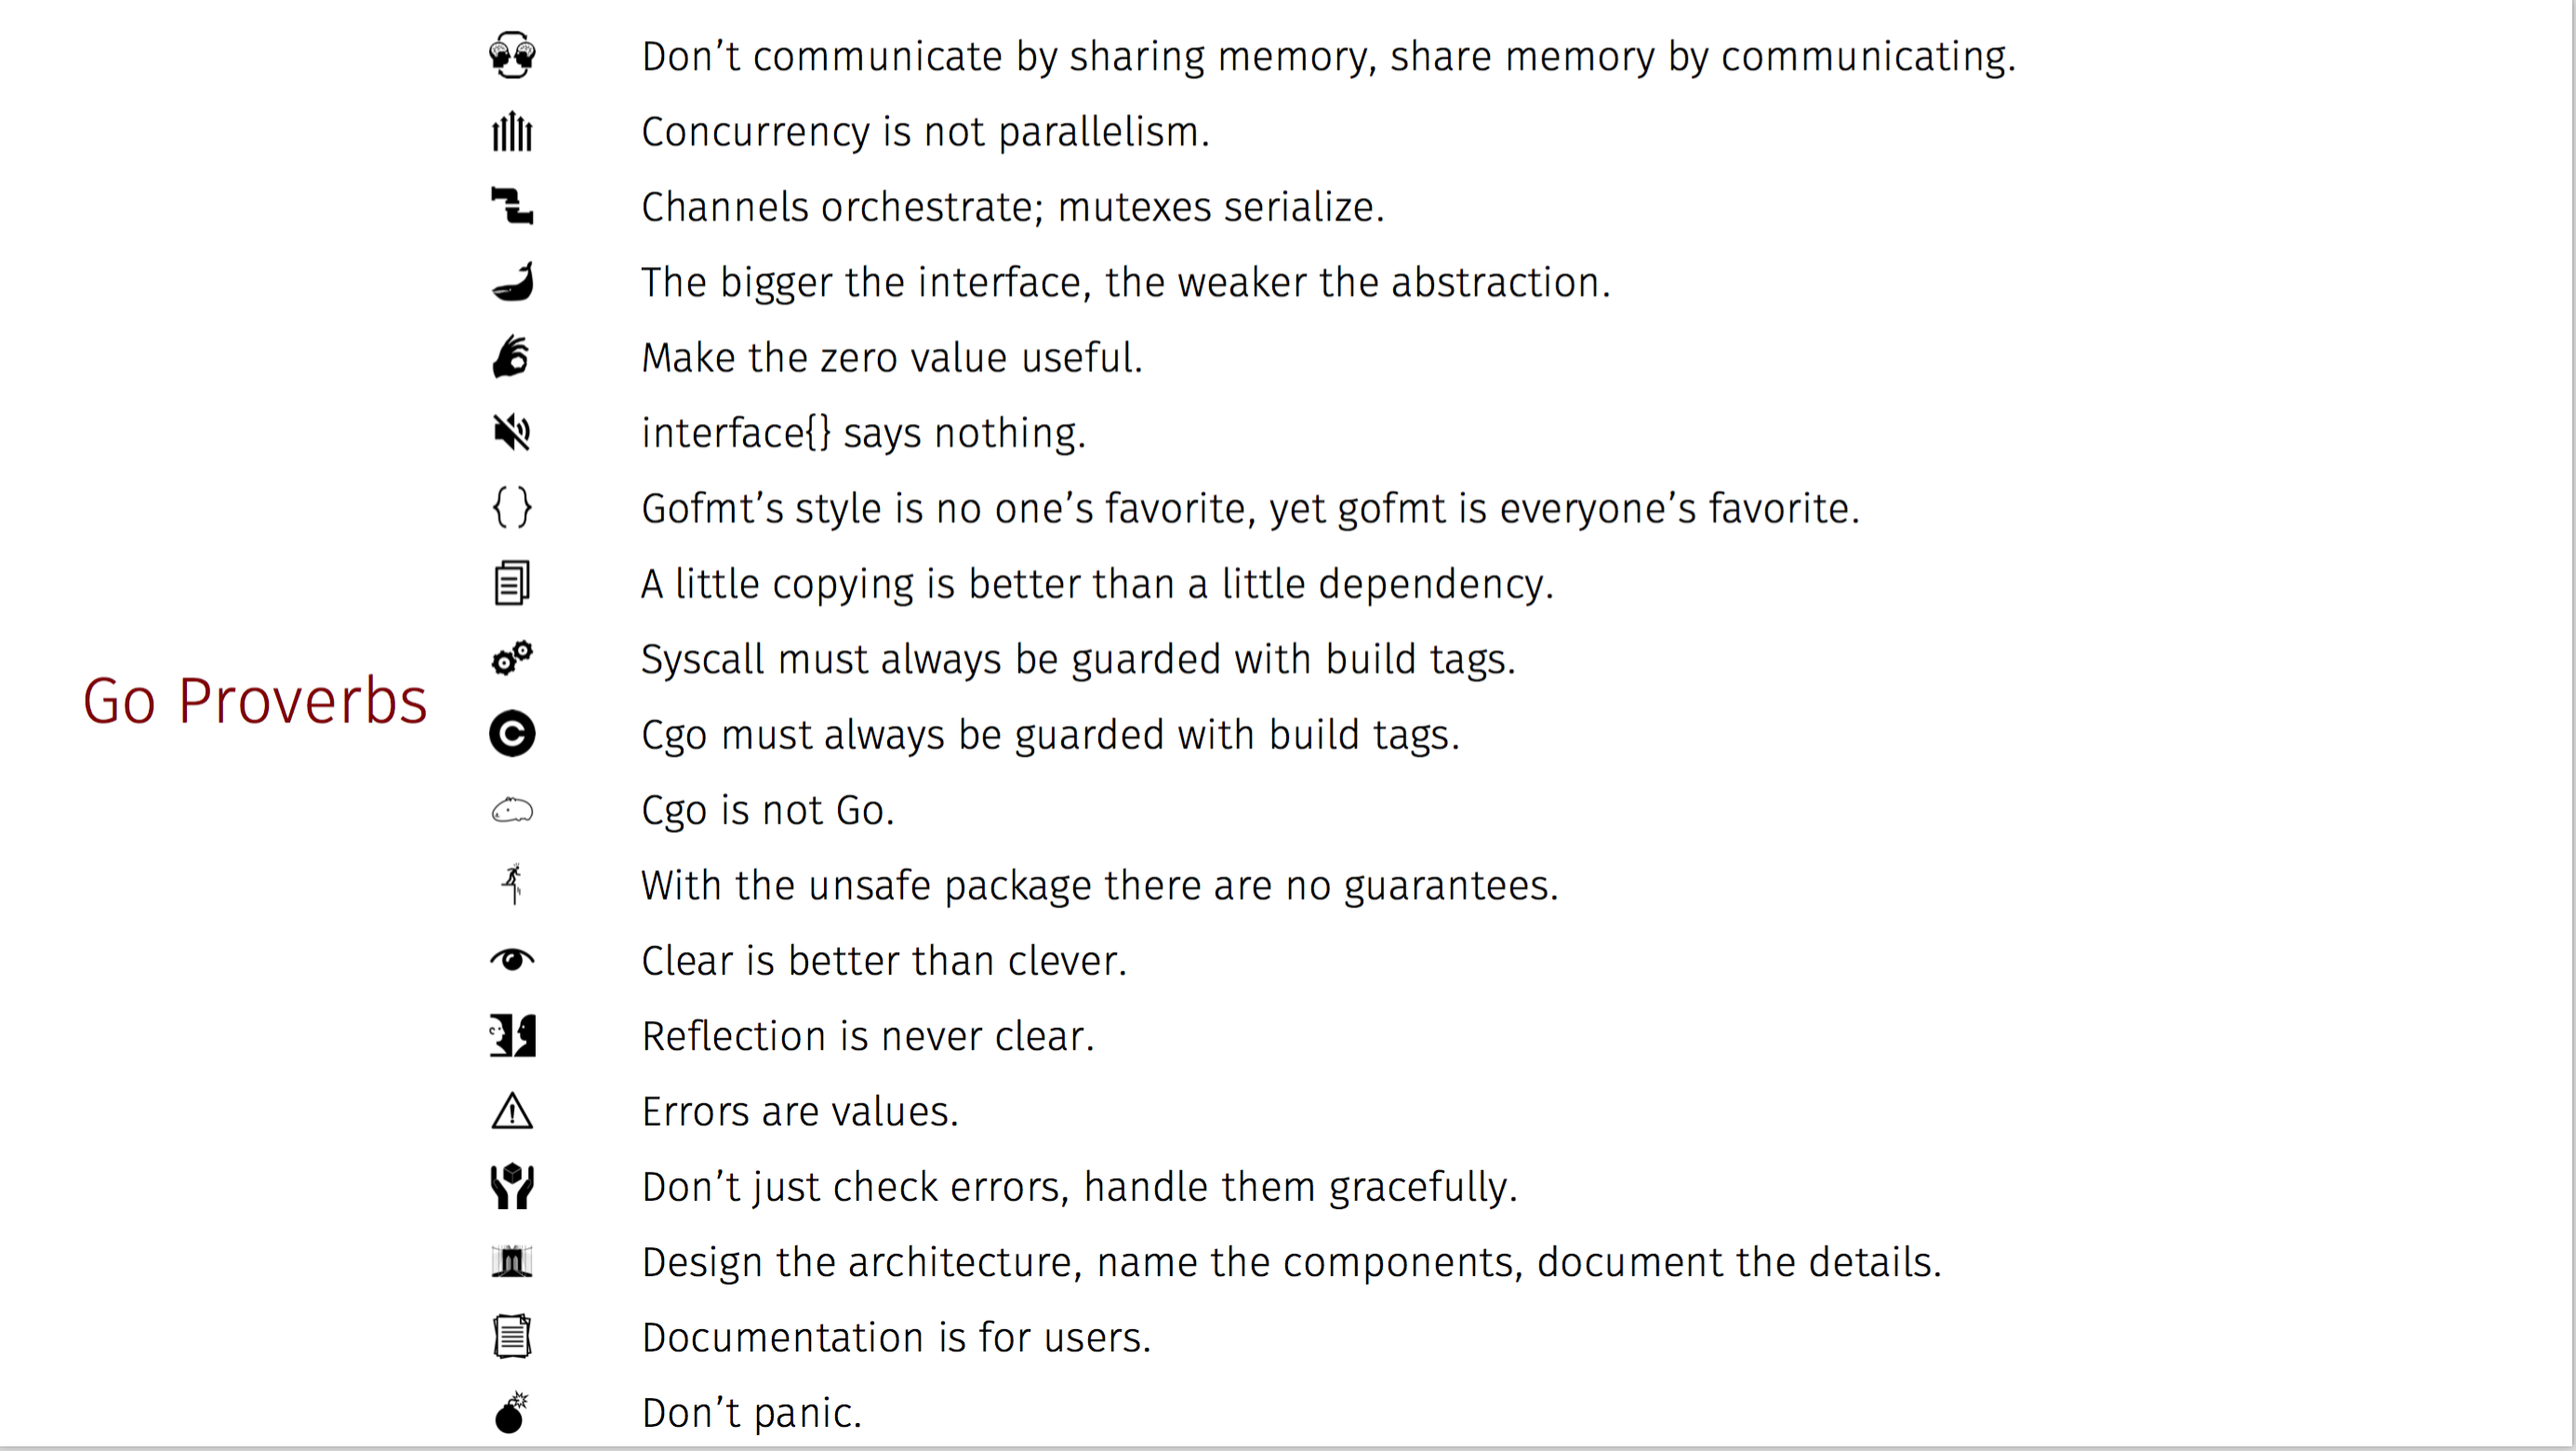 Don’t communicate by sharing memory, share memory by communicating.
Concurrency is not parallelism.
Channels orchestrate; mutexes serialize.
The bigger the interface, the weaker the abstraction.
Make the zero value useful.
interface{} says nothing.
{ } Gofmt’s style is no one’s favorite, yet gofmt is everyone’s favorite.
A little copying is better than a little dependency.
Syscall must always be guarded with build tags.
Go Proverbs
C Cgo must always be guarded with build tags.
Cgo is not Go.
With the unsafe package there are no guarantees.
Clear is better than clever.
Reflection is never clear.
Errors are values.
Don’t just check errors, handle them gracefully.
Design the architecture, name the components, document the details.
Documentation is for users.
Don’t panic.